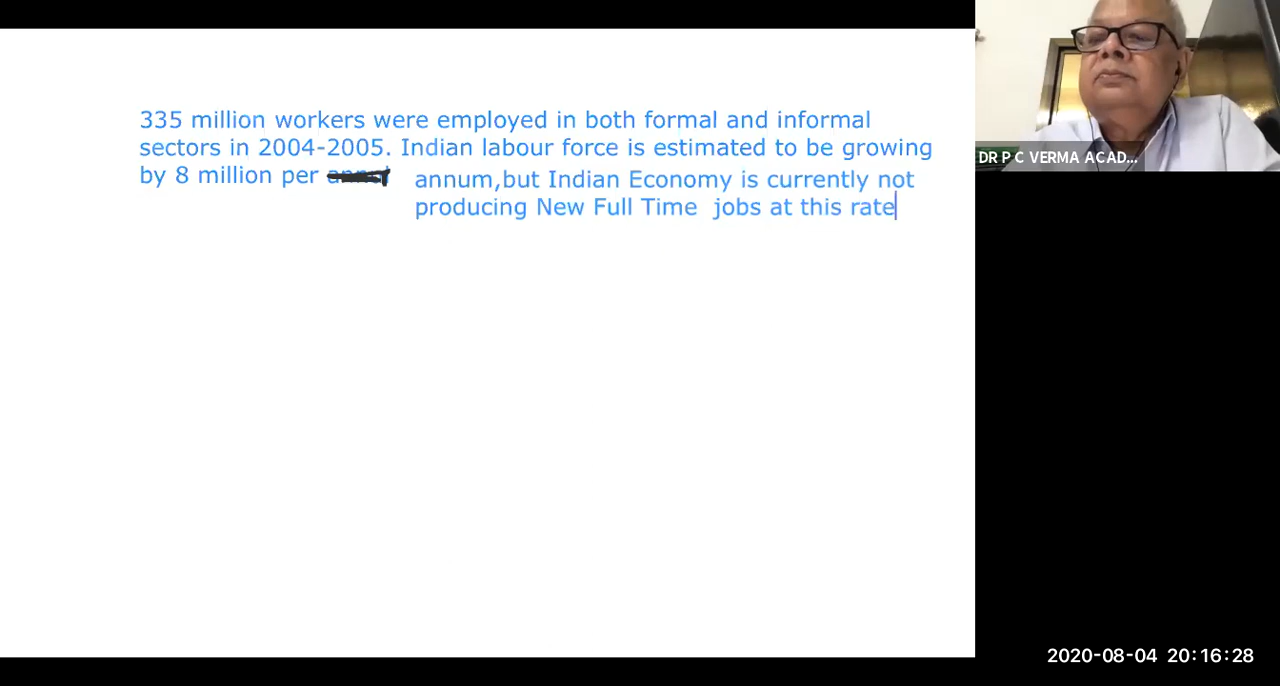 335 million workers were employed in both formal and informal
sectors in 2004-2005. Indian labour force is estimated to be growing
by 8 million per
annum,but Indian Economy is currently not
producing New Full Time jobs at this rate
DR P C VERMA ACAD...
2020-08-04 20:16:28